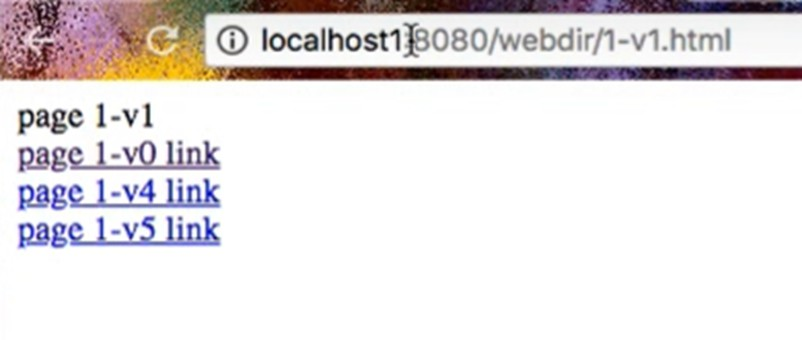 localhost1:8080/webdir/1-v1.html
page 1-v1
page 1-v0 link
page 1-v4 link
page 1-v5 link